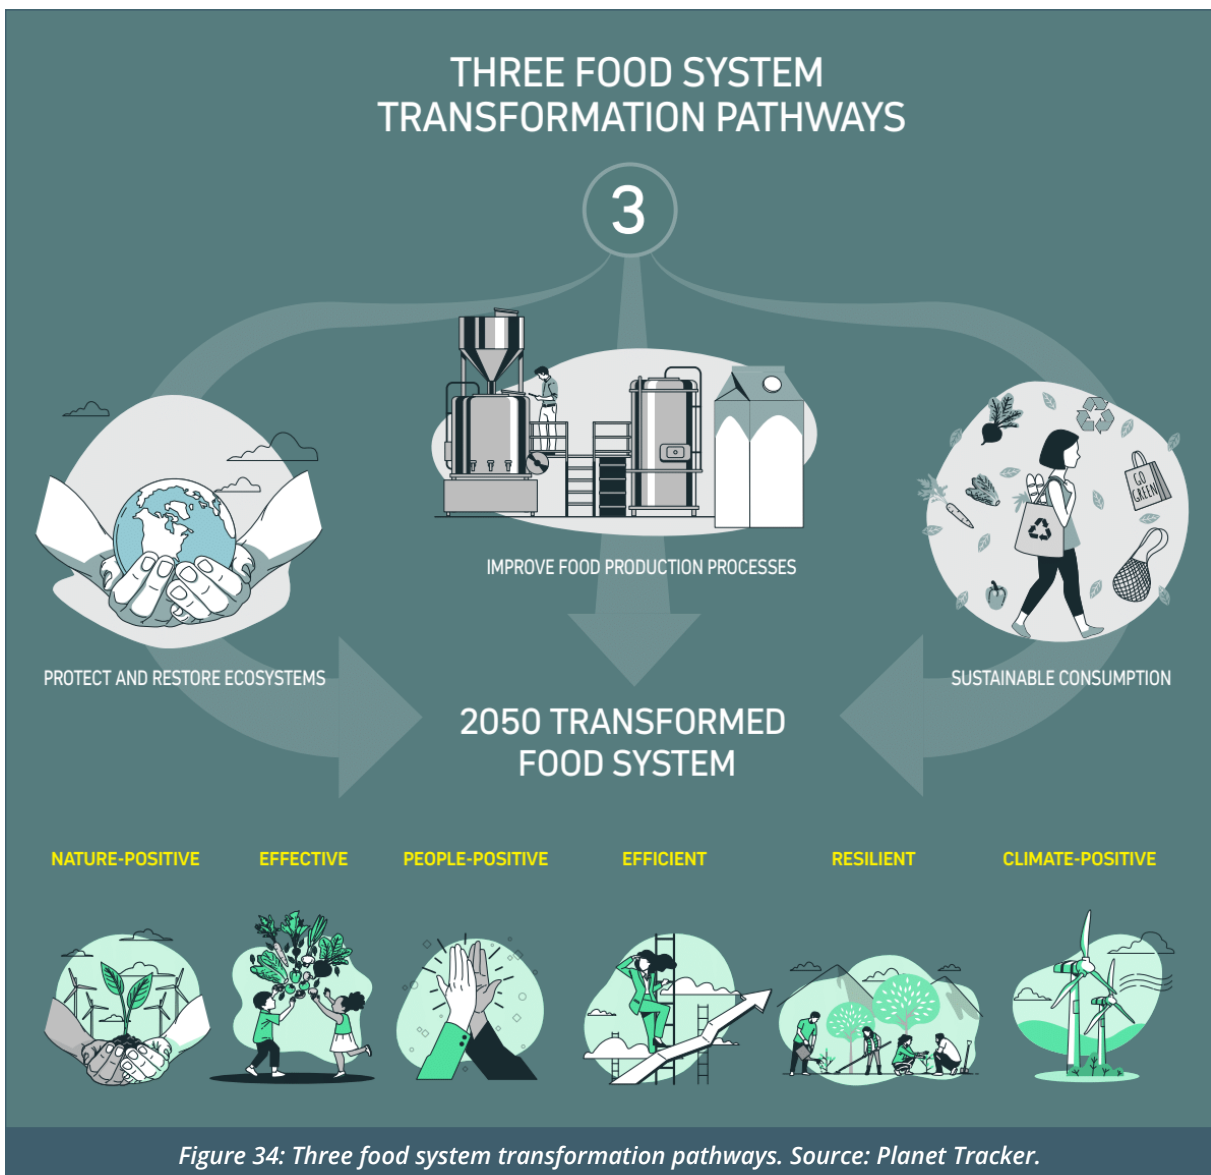 THREE FOOD SYSTEM
TRANSFORMATION PATHWAYS
3
GO
GREEN
IMPROVE FOOD PRODUCTION PROCESSES
PROTECT AND RESTORE ECOSYSTEMS
SUSTAINABLE CONSUMPTION
2050 TRANSFORMED
FOOD SYSTEM
NATURE-POSITIVE
EFFECTIVE
PEOPLE-POSITIVE
EFFICIENT
RESILIENT
CLIMATE-POSITIVE
Figure 34: Three food system transformation pathways. Source: Planet Tracker.